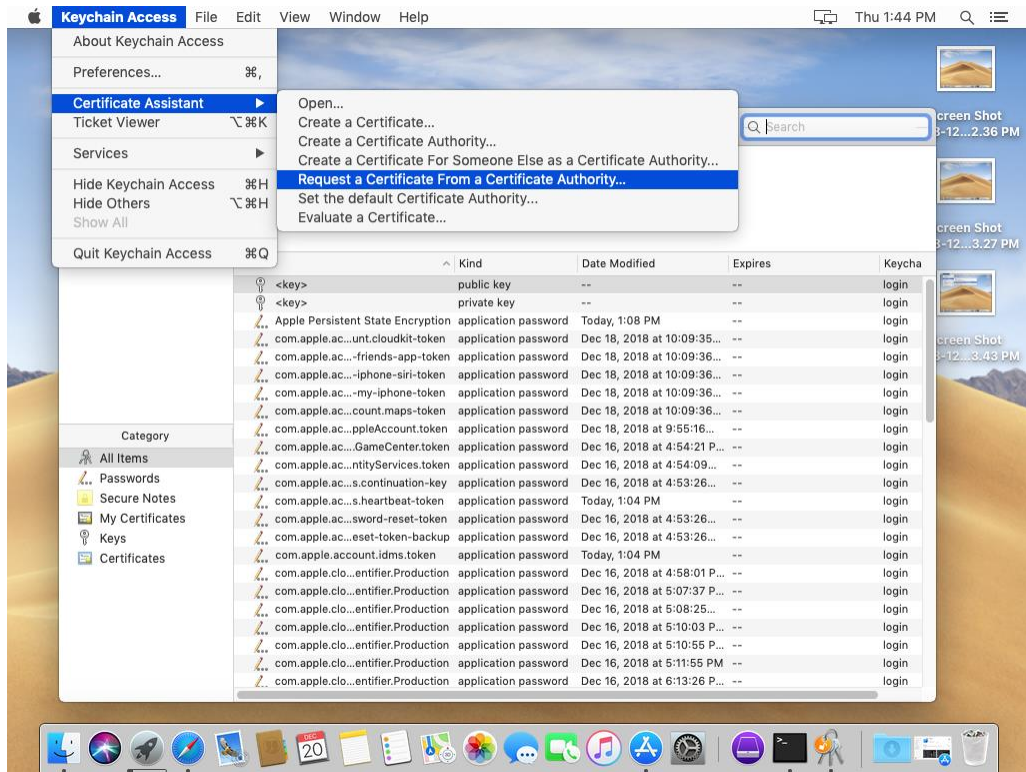 Keychain Access File Edit View Window Help Thu 1:44 PM
About Keychain Access
Preferences... ⌘,
Certificate Assistant ▶
Ticket Viewer ⌥⌘K
Services ▶
Hide Keychain Access ⌘H
Hide Others ⌥⌘H
Show All
Quit Keychain Access ⌘Q
Open...
Create a Certificate...
Create a Certificate Authority...
Create a Certificate For Someone Else as a Certificate Authority...
Request a Certificate From a Certificate Authority...
Set the default Certificate Authority...
Evaluate a Certificate...
Search
creen Shot
-12...2.36 PM
creen Shot
-12...3.27 PM
creen Shot
-12...3.43 PM
Kind Date Modified Expires Keycha
<key> public key -- -- login
<key> private key -- -- login
Apple Persistent State Encryption application password Today, 1:08 PM -- login
com.apple.ac...unt.cloudkit-token application password Dec 18, 2018 at 10:09:35... -- login
com.apple.ac...-friends-app-token application password Dec 18, 2018 at 10:09:36... -- login
com.apple.ac...-iphone-siri-token application password Dec 18, 2018 at 10:09:36... -- login
com.apple.ac...-my-iphone-token application password Dec 18, 2018 at 10:09:36... -- login
com.apple.ac...count.maps-token application password Dec 18, 2018 at 10:09:36... -- login
com.apple.ac...ppleAccount.token application password Dec 18, 2018 at 9:55:16... -- login
com.apple.ac....GameCenter.token application password Dec 16, 2018 at 4:54:21 P... -- login
com.apple.ac...ntityServices.token application password Dec 16, 2018 at 4:54:09... -- login
com.apple.ac...s.continuation-key application password Dec 16, 2018 at 4:53:26... -- login
com.apple.ac...s.heartbeat-token application password Today, 1:04 PM -- login
com.apple.ac...sword-reset-token application password Dec 16, 2018 at 4:53:26... -- login
com.apple.ac...eset-token-backup application password Dec 16, 2018 at 4:53:26... -- login
com.apple.account.idms.token application password Today, 1:04 PM -- login
com.apple.clo...entifier.Production application password Dec 16, 2018 at 4:58:01 P... -- login
com.apple.clo...entifier.Production application password Dec 16, 2018 at 5:07:37 P... -- login
com.apple.clo...entifier.Production application password Dec 16, 2018 at 5:08:25... -- login
com.apple.clo...entifier.Production application password Dec 16, 2018 at 5:10:03 P... -- login
com.apple.clo...entifier.Production application password Dec 16, 2018 at 5:10:55 P... -- login
com.apple.clo...entifier.Production application password Dec 16, 2018 at 5:11:55 PM -- login
com.apple.clo...entifier.Production application password Dec 16, 2018 at 6:13:26 P... -- login
Category
All Items
Passwords
Secure Notes
My Certificates
Keys
Certificates
DEC
20